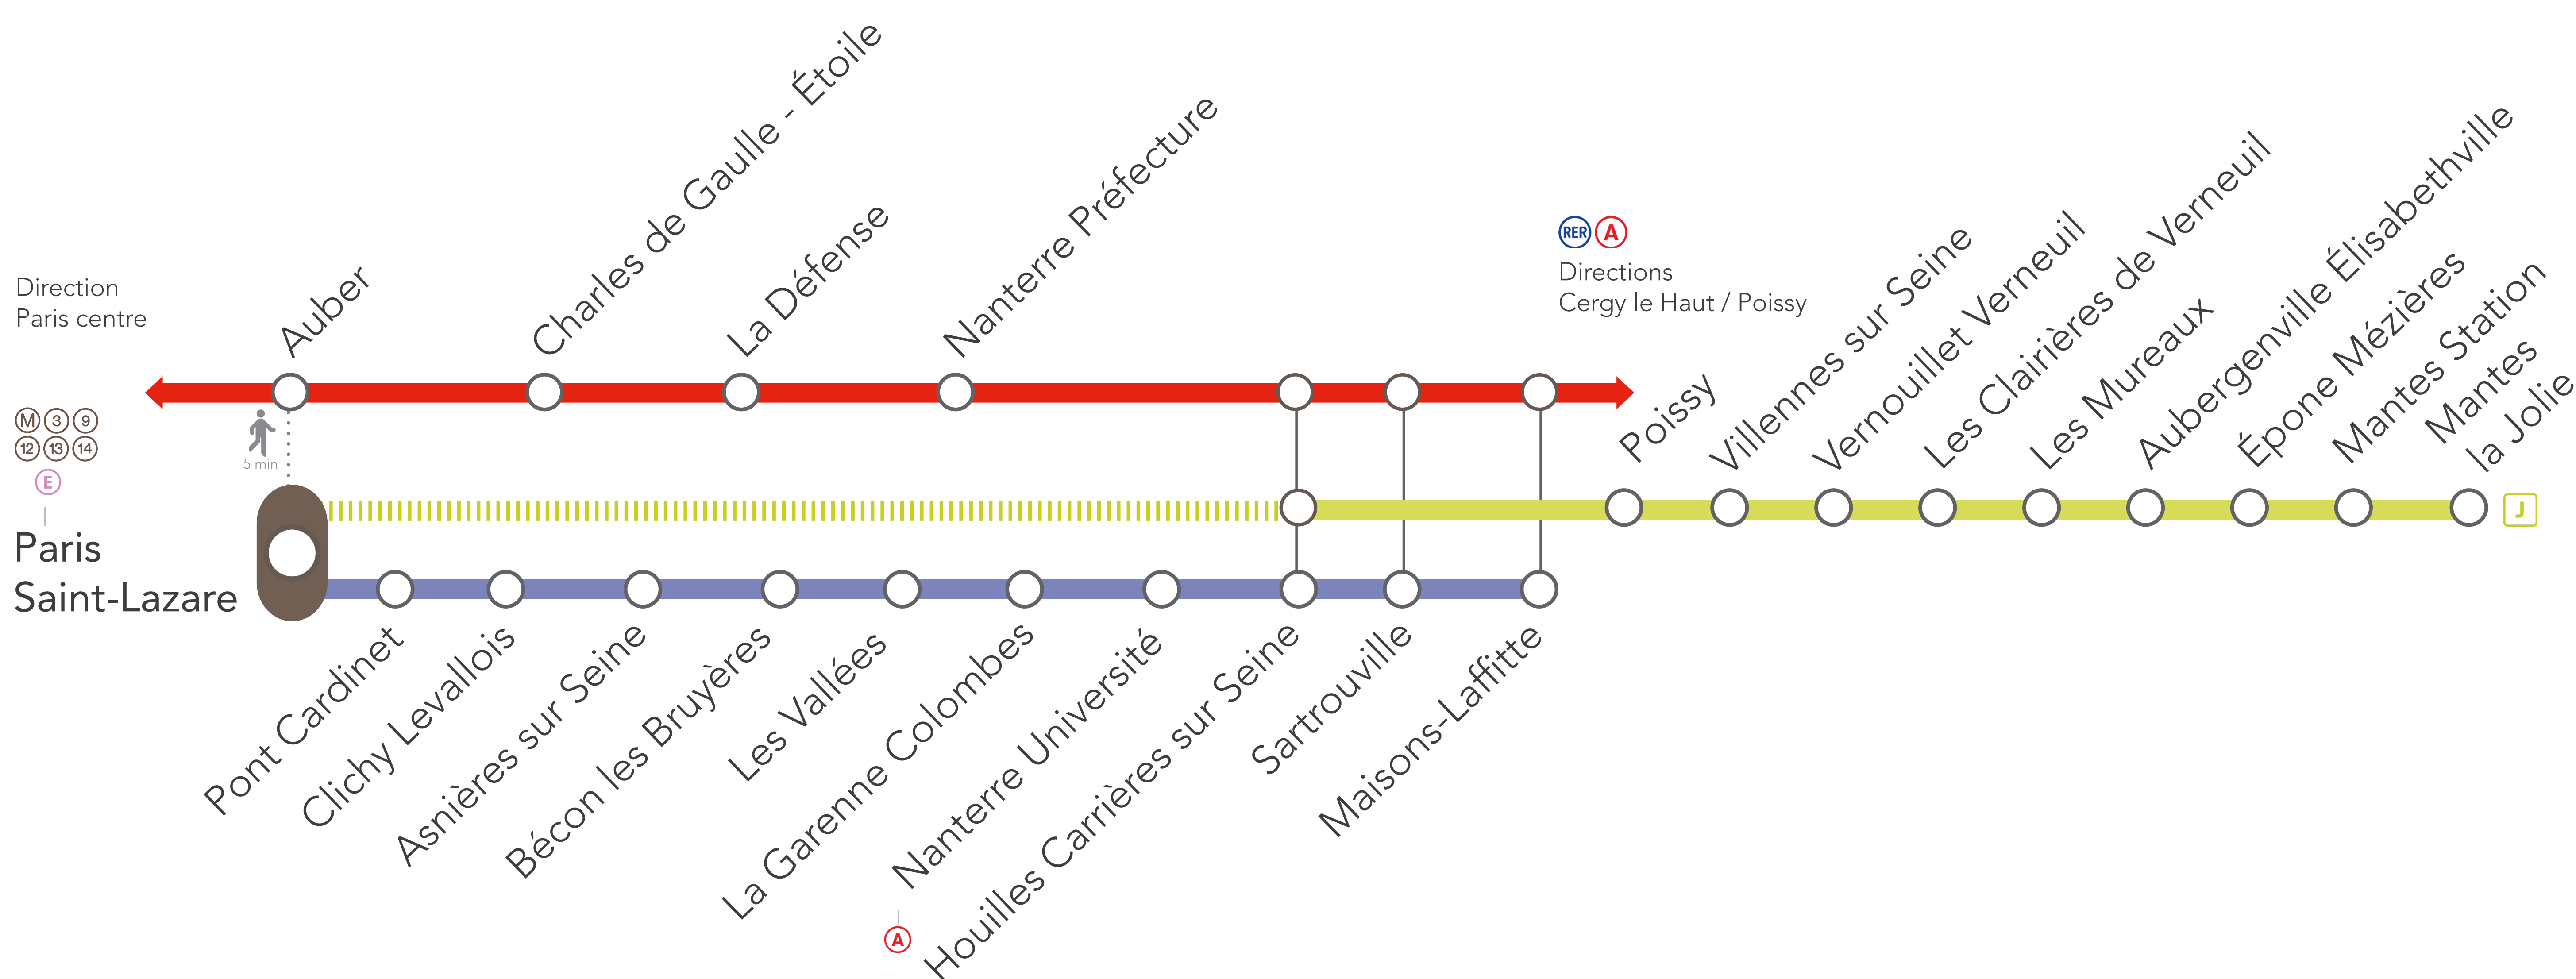 Auber
Charles de Gaulle - Étoile
La Défense
Nanterre Préfecture
RER A
Directions
Cergy le Haut / Poissy
Direction
Paris centre
M 3 9
12 13 14
E
Paris
Saint-Lazare
5 min
Poissy
Villennes sur Seine
Vernouillet Verneuil
Les Clairières de Verneuil
Les Mureaux
Aubergenville Élisabethville
Épone Mézières
Mantes Station
Mantes
la Jolie
J
Pont Cardinet
Clichy Levallois
Asnières sur Seine
Bécon les Bruyères
Les Vallées
La Garenne Colombes
Nanterre Université
A
Houilles Carrières sur Seine
Sartrouville
Maisons-Laffitte